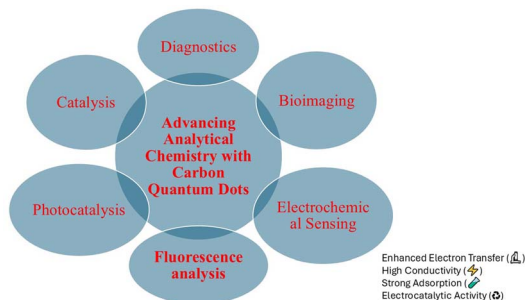 Diagnostics
Catalysis
Bioimaging
Advancing
Analytical
Chemistry with
Carbon
Quantum Dots
Photocatalysis
Electrochemic
al Sensing
Fluorescence
analysis
Enhanced Electron Transfer (🔬)
High Conductivity (⚡)
Strong Adsorption (🧪
Electrocatalytic Activity (♻)